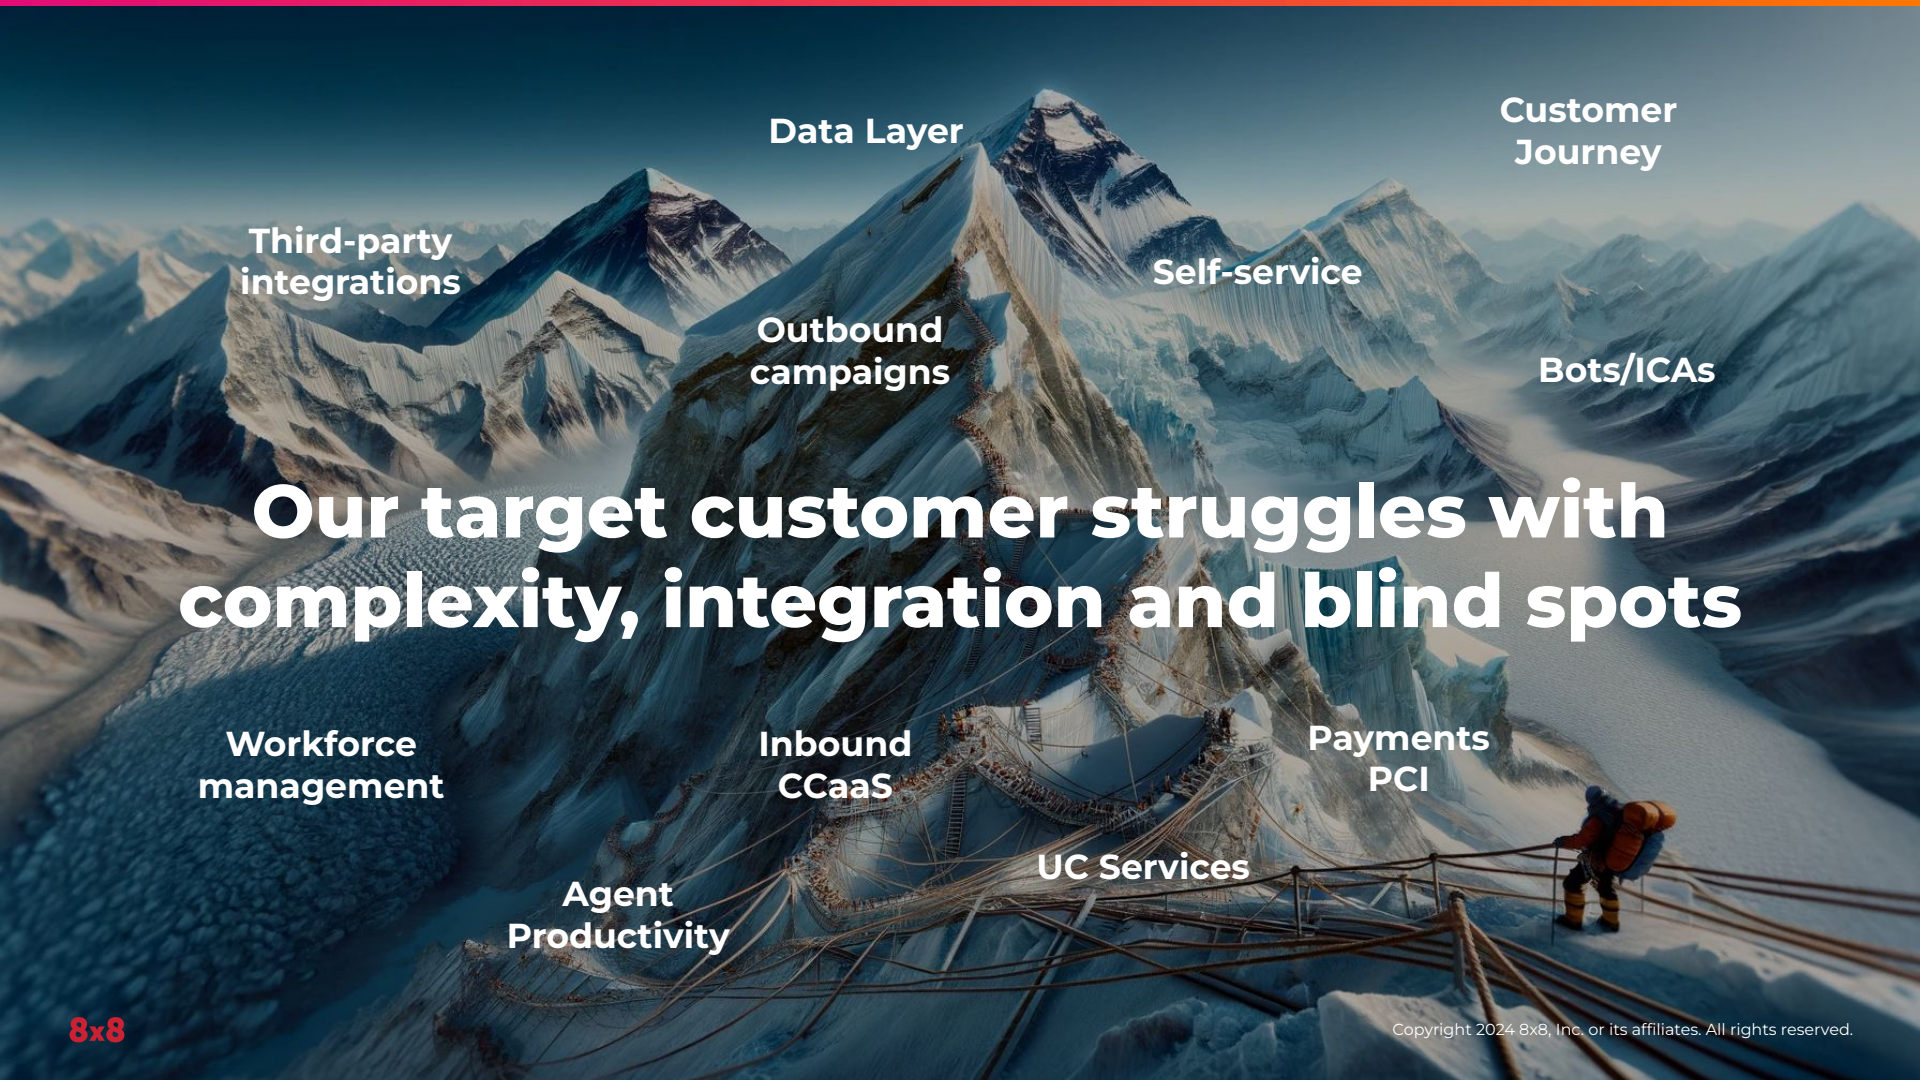 Data Layer
Customer
Journey
Third-party
integrations
Self-service
Outbound
campaigns
Bots/ICAs
Our target customer struggles with
complexity, integration and blind spots
Workforce
management
Inbound
CCaaS
Payments
PCI
UC Services
Agent
Productivity
8x8
Copyright 2024 8x8, Inc. or its affiliates. All rights reserved.